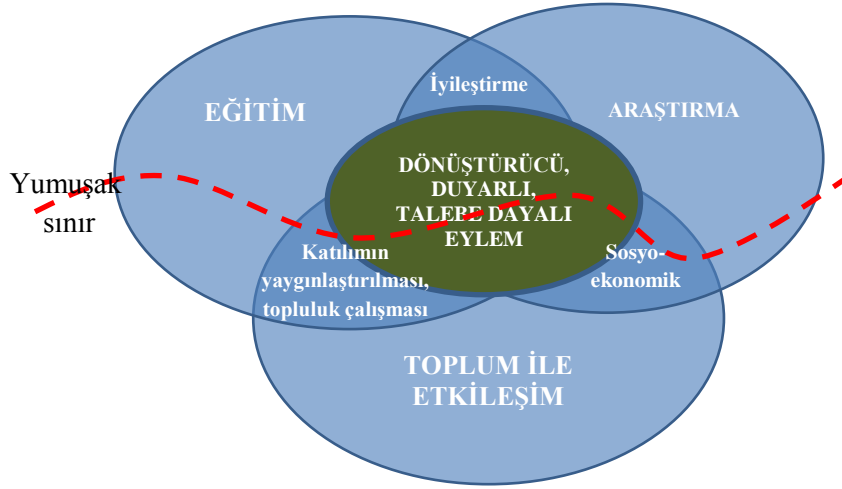 İyileştirme
EĞİTİM
ARAŞTIRMA
DÖNÜŞTÜRÜCÜ,
DUYARLI,
TALEBE DAYALI
EYLEM
Yumuşak
sınır
Katılımın
yaygınlaştırılması,
topluluk çalışması
Sosyo-
ekonomik
TOPLUM İLE
ETKİLEŞİM